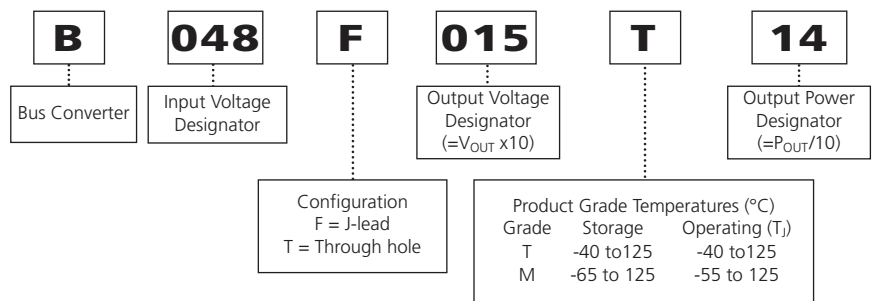 B 048 F 015 T 14
Bus Converter
Input Voltage
Designator
Output Voltage
Designator
(=VOUT x10)
Output Power
Designator
(=POUT/10)
Configuration
F = J-lead
T = Through hole
Product Grade Temperatures (°C)
Grade Storage Operating (TJ)
T -40 to125 -40 to125
M -65 to 125 -55 to 125